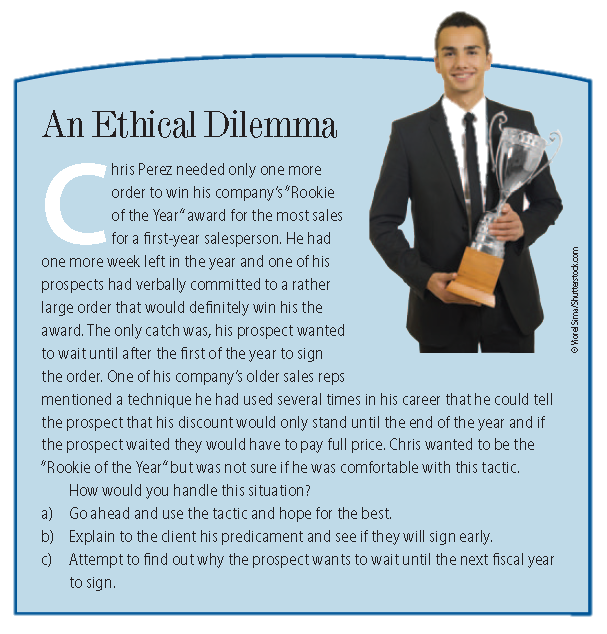 An Ethical Dilemma
Chris Perez needed only one more
order to win his company's "Rookie
of the Year" award for the most sales
for a first-year salesperson. He had
one more week left in the year and one of his
prospects had verbally committed to a rather
large order that would definitely win his the
award. The only catch was, his prospect wanted
to wait until after the first of the year to sign
the order. One of his company's older sales reps
mentioned a technique he had used several times in his career that he could tell
the prospect that his discount would only stand until the end of the year and if
the prospect waited they would have to pay full price. Chris wanted to be the
"Rookie of the Year" but was not sure if he was comfortable with this tactic.
How would you handle this situation?
a) Go ahead and use the tactic and hope for the best.
b) Explain to the client his predicament and see if they will sign early.
c) Attempt to find out why the prospect wants to wait until the next fiscal year
to sign.
© Viorel Sima/Shutterstock.com